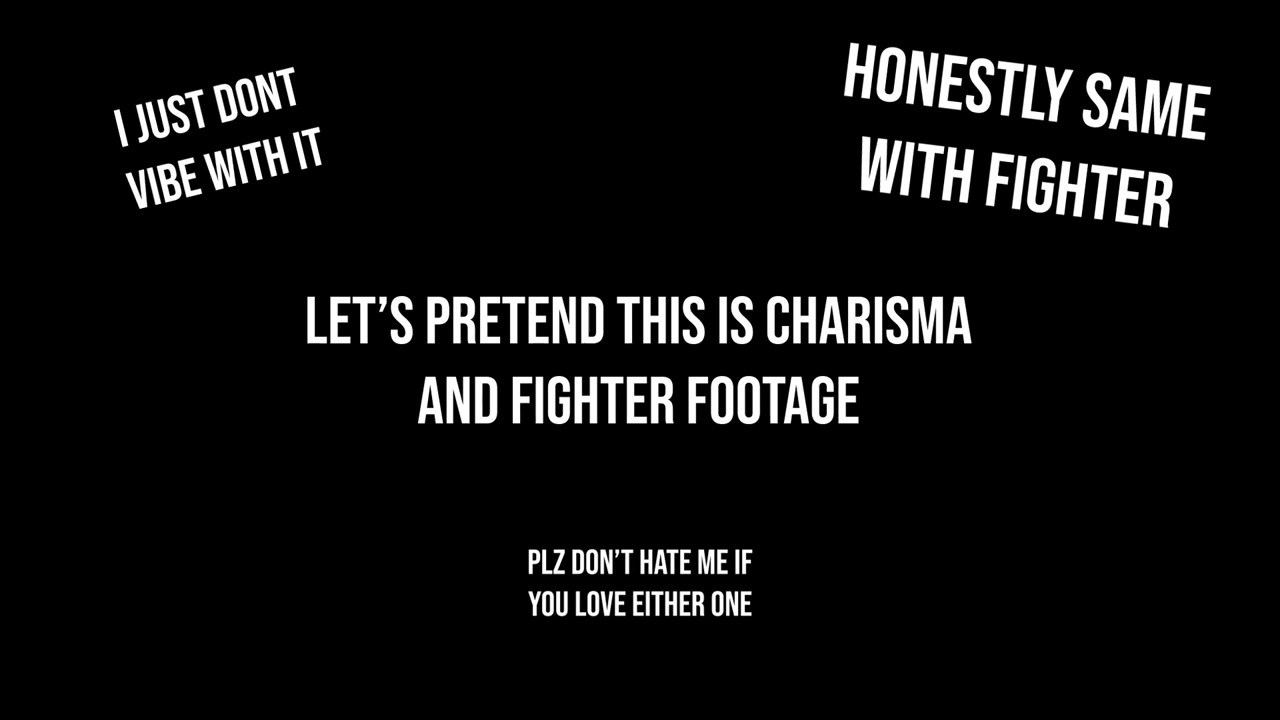 I JUST DONT
VIBE WITH IT
HONESTLY SAME
WITH FIGHTER
LET’S PRETEND THIS IS CHARISMA
AND FIGHTER FOOTAGE
PLZ DON’T HATE ME IF
YOU LOVE EITHER ONE